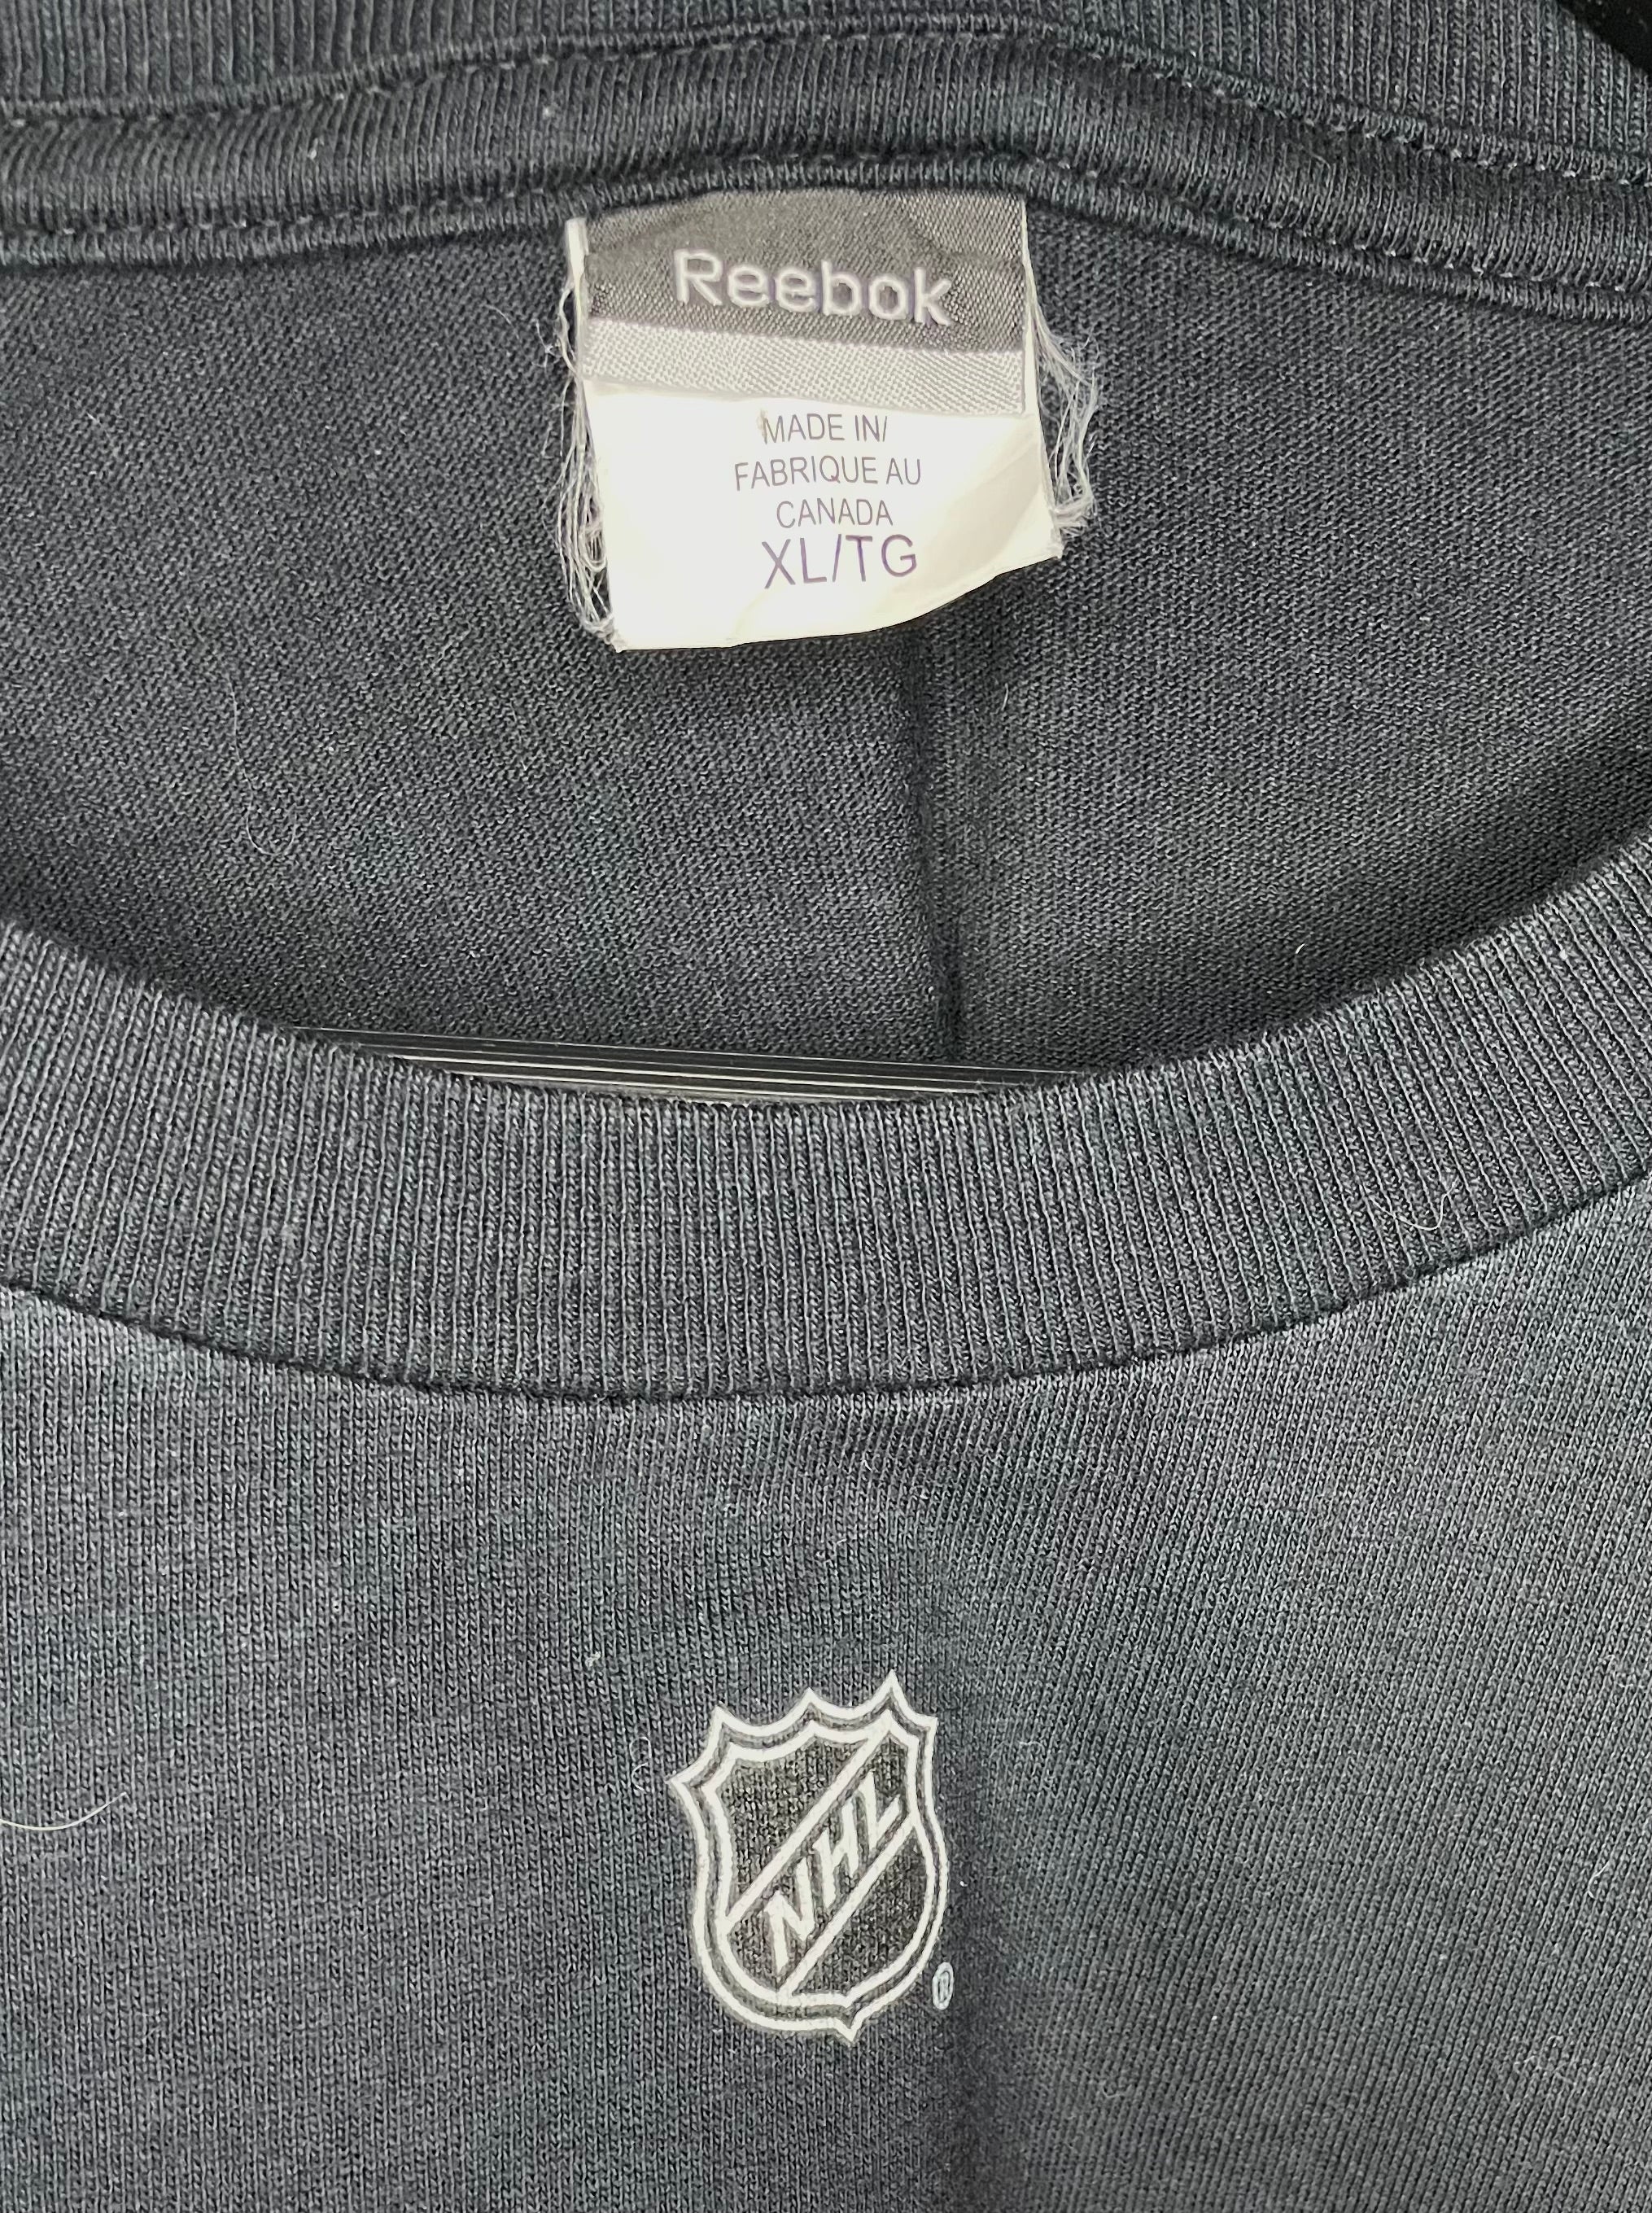 Reebok
MADE IN/
FABRIQUE AU
CANADA
XL/TG
NHL
®